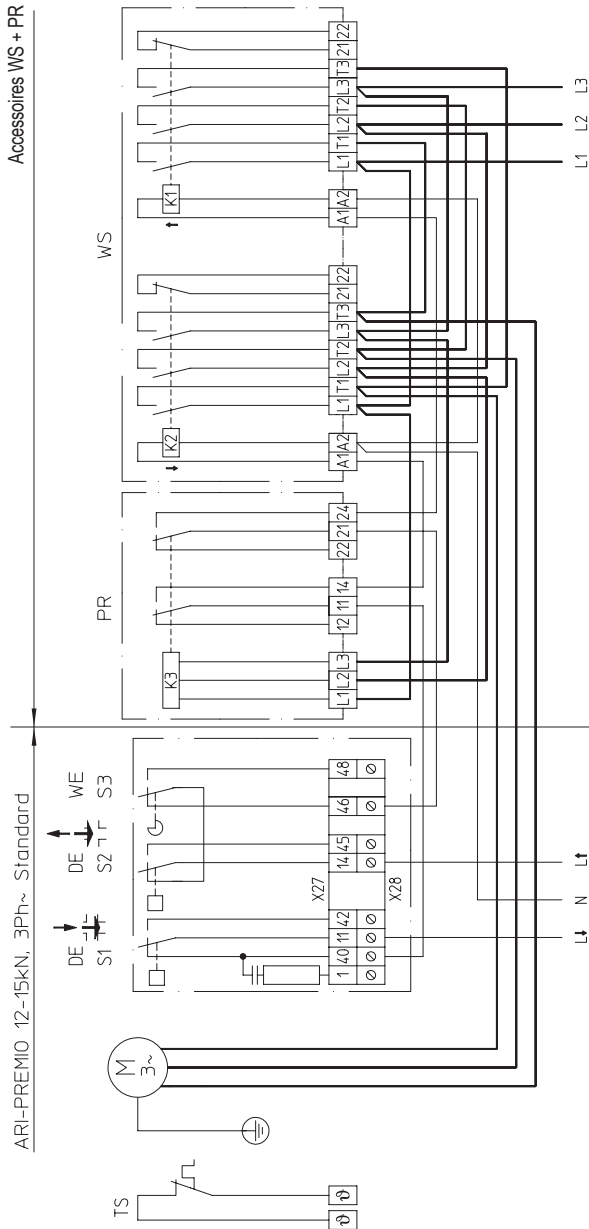 ARI-PREMIO 12-15kN, 3Ph~ Standard
Accessoires WS + PR
DE DE WE
S1 S2 S3
TS
M
3~
PR
WS
K3
K2
K1
X27
ϑ ϑ
1 40 11 42 14 45 46 48
L1 L2 L3
12 11 14
22 21 24
A1 A2
L1 T1 L2 T2 L3 T3 21 22
A1 A2
L1 T1 L2 T2 L3 T3 21 22
X28
L↓ N L↑
L1 L2 L3